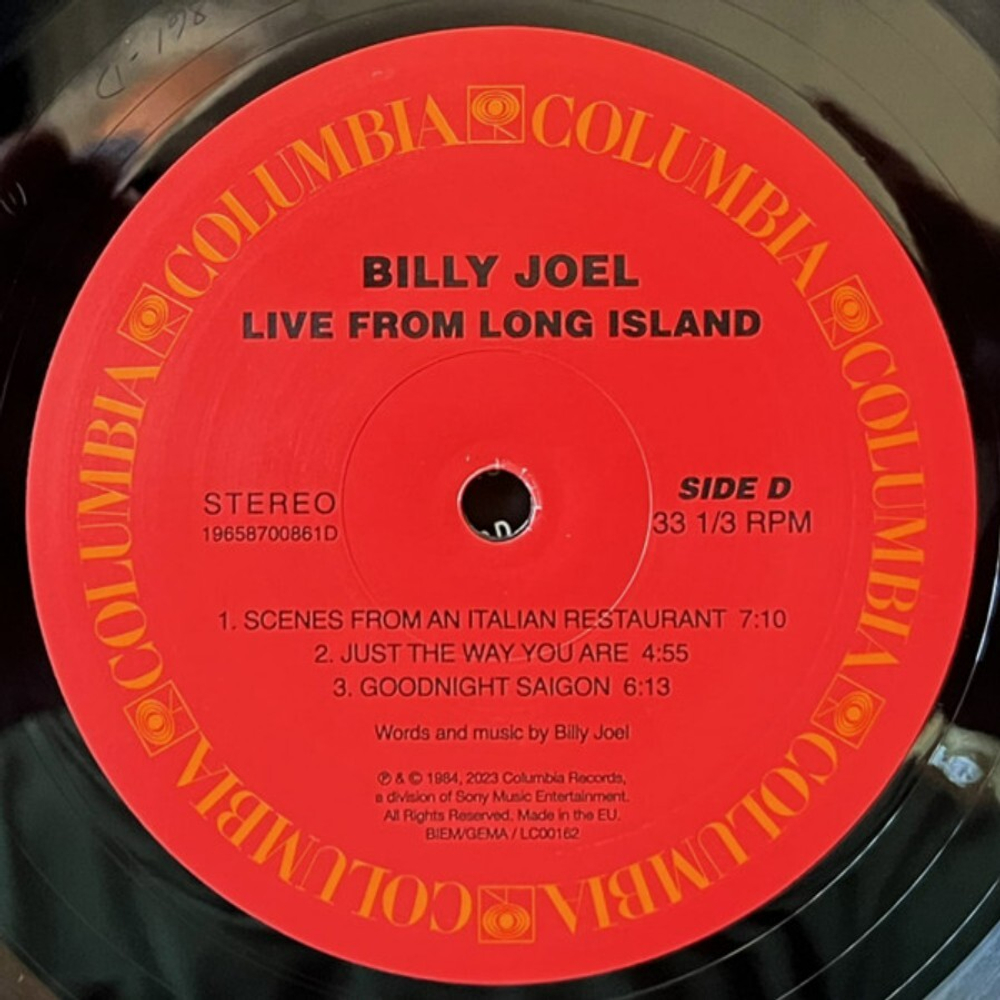 COLUMBIA COLUMBIA COLUMBIA COLUMBIA COLUMBIA COLUMBIA COLUMBIA
BILLY JOEL
LIVE FROM LONG ISLAND
STEREO
19658700861D
SIDE D
33 1/3 RPM
1. SCENES FROM AN ITALIAN RESTAURANT 7:10
2. JUST THE WAY YOU ARE 4:55
3. GOODNIGHT SAIGON 6:13
Words and music by Billy Joel
℗ & © 1984, 2023 Columbia Records,
a division of Sony Music Entertainment.
All Rights Reserved. Made in the EU.
BIEM/GEMA / LC00162